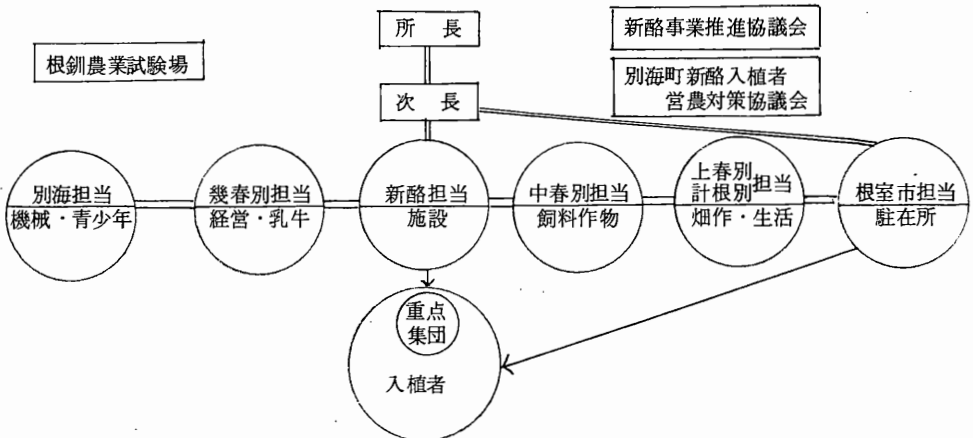 所長
新酪事業推進協議会
根釧農業試験場
別海町新酪入植者
営農対策協議会
次長
別海担当
機械・青少年
幾春別担当
経営・乳牛
新酪担当
施設
中春別担当
飼料作物
上春別
計根別
担当
畑作・生活
根室市担当
駐在所
重点
集団
入植者